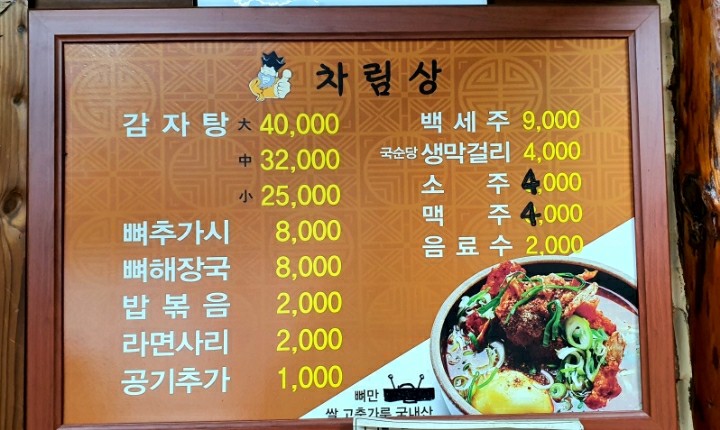 차림상
감자탕 大 40,000
中 32,000
小 25,000
뼈추가시 8,000
뼈해장국 8,000
밥볶음 2,000
라면사리 2,000
공기추가 1,000
백세주 9,000
국순당 생막걸리 4,000
소주 4,000
맥주 4,000
음료수 2,000
뼈만
쌀 고추가루 국내산